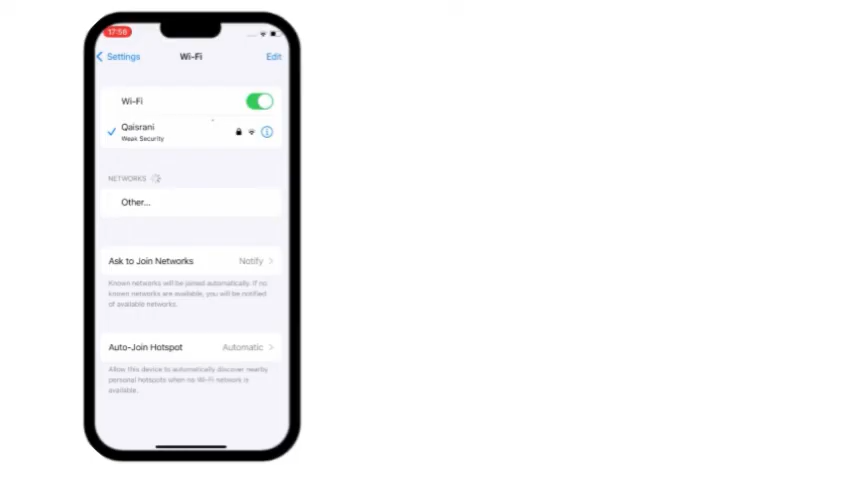 17:56
Settings
Wi-Fi
Edit
Wi-Fi
Qaisrani
Weak Security
NETWORKS
Other...
Ask to Join Networks
Notify
Known networks will be joined automatically. If no
known networks are available, you will be notified
of available networks.
Auto-Join Hotspot
Automatic
Allow this device to automatically discover nearby
personal hotspots when no Wi-Fi network is
available.